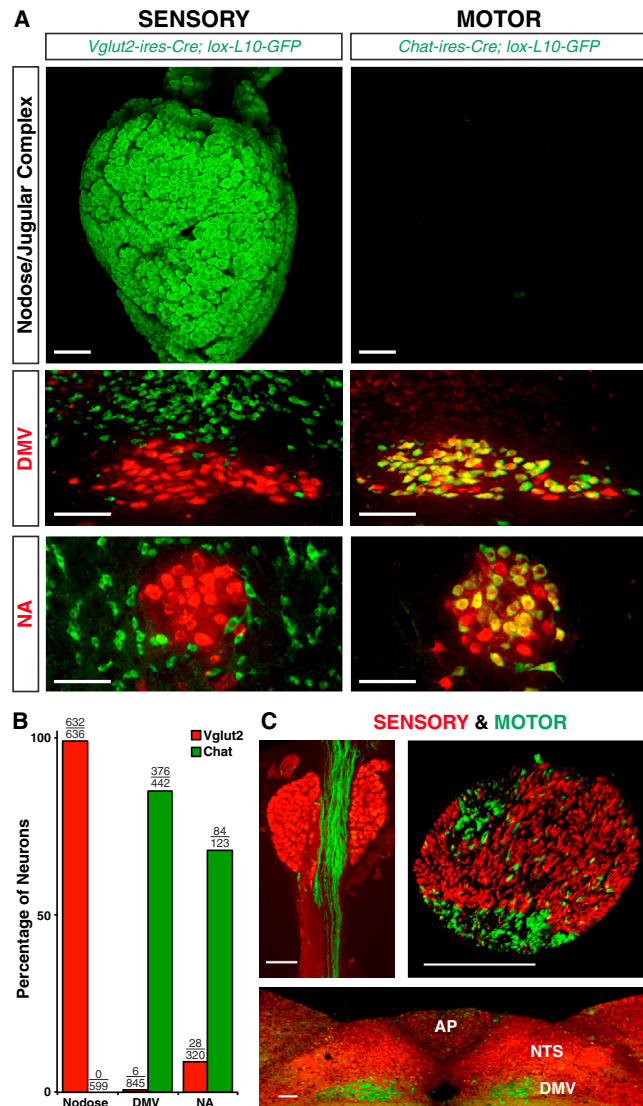 A
SENSORY
MOTOR
Vglut2-ires-Cre; lox-L10-GFP
Chat-ires-Cre; lox-L10-GFP
Nodose/Jugular Complex
DMV
NA
B
632
636
100
Vglut2
Chat
376
442
84
123
Percentage of Neurons
50
28
320
0
599
6
845
0
Nodose
DMV
NA
C
SENSORY & MOTOR
AP
NTS
DMV